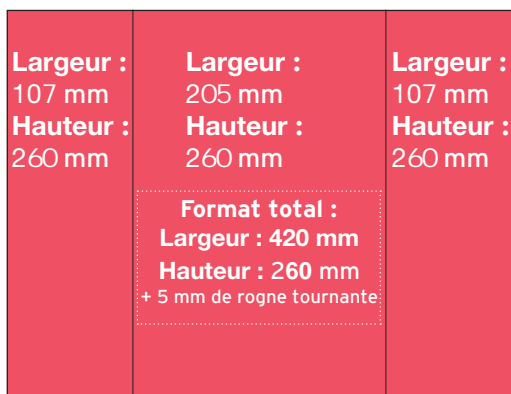 Largeur :
107 mm
Hauteur :
260 mm
Largeur :
205 mm
Hauteur :
260 mm
Format total :
Largeur : 420 mm
Hauteur : 260 mm
+ 5 mm de rogne tournante
Largeur :
107 mm
Hauteur :
260 mm